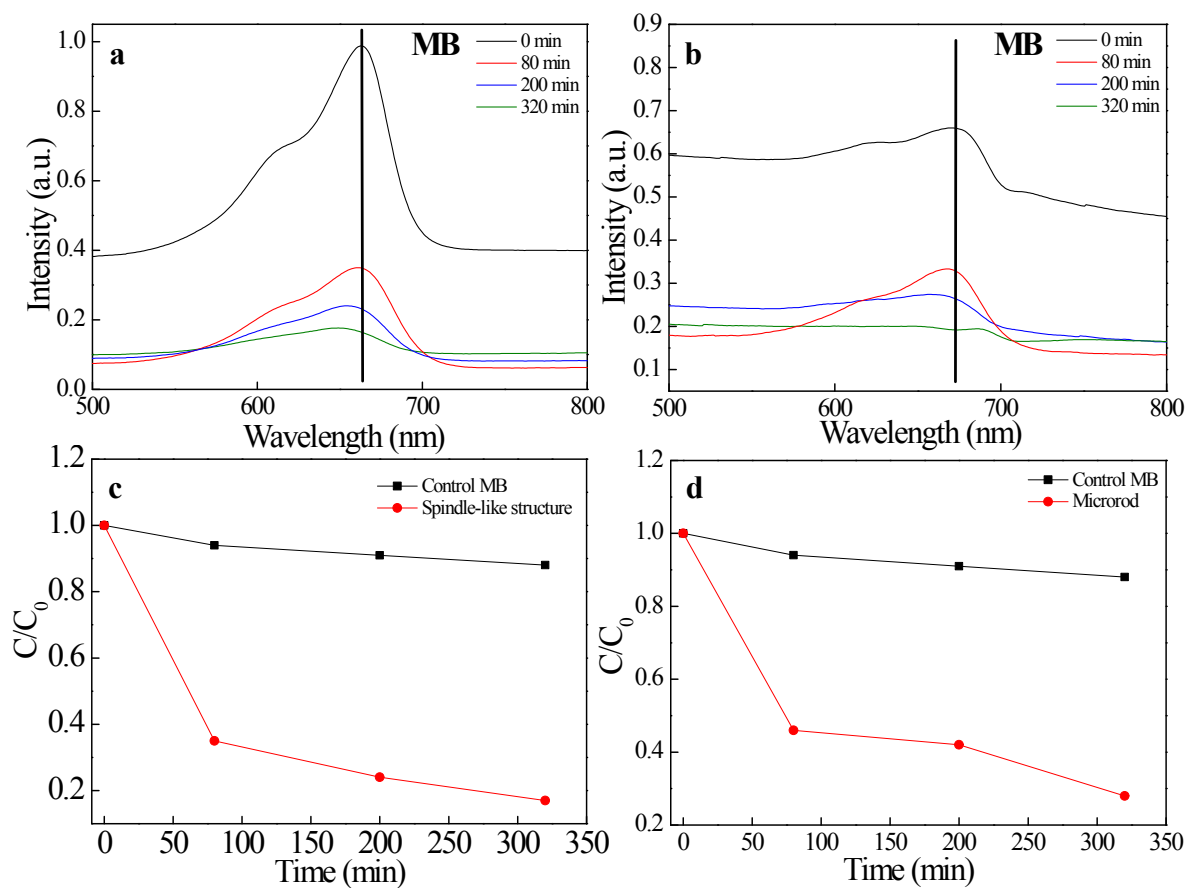 a
MB
0 min
80 min
200 min
320 min
1.0
0.8
0.6
0.4
0.2
0.0
500
600
700
800
Intensity (a.u.)
Wavelength (nm)
b
MB
0 min
80 min
200 min
320 min
0.9
0.8
0.7
0.6
0.5
0.4
0.3
0.2
0.1
500
600
700
800
Intensity (a.u.)
Wavelength (nm)
c
Control MB
Spindle-like structure
1.2
1.0
0.8
0.6
0.4
0.2
0
50
100
150
200
250
300
350
C/C0
Time (min)
d
Control MB
Microrod
1.2
1.0
0.8
0.6
0.4
0.2
0
50
100
150
200
250
300
350
C/C0
Time (min)